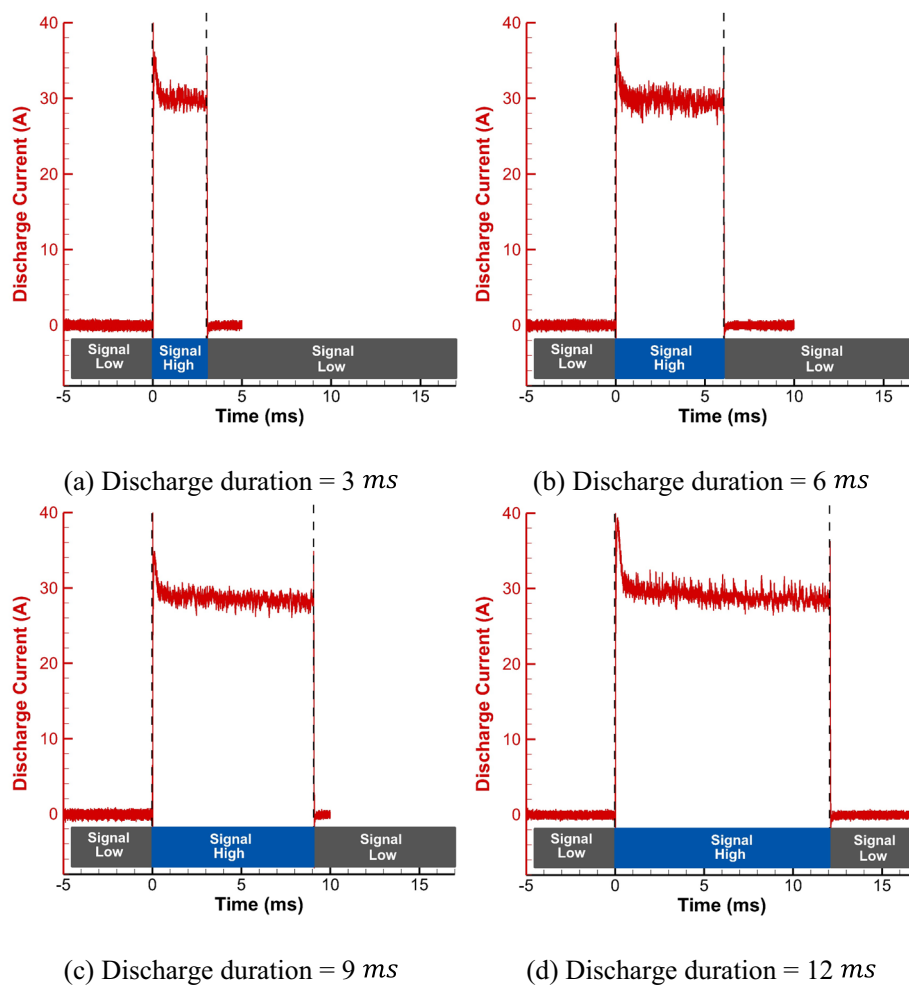 40
30
20
10
0
Discharge Current (A)
Signal Low
Signal High
Signal Low
-5 0 5 10 15
Time (ms)
(a) Discharge duration = 3 ms
40
30
20
10
0
Discharge Current (A)
Signal Low
Signal High
Signal Low
-5 0 5 10 15
Time (ms)
(b) Discharge duration = 6 ms
40
30
20
10
0
Discharge Current (A)
Signal Low
Signal High
Signal Low
-5 0 5 10 15
Time (ms)
(c) Discharge duration = 9 ms
40
30
20
10
0
Discharge Current (A)
Signal Low
Signal High
Signal Low
-5 0 5 10 15
Time (ms)
(d) Discharge duration = 12 ms